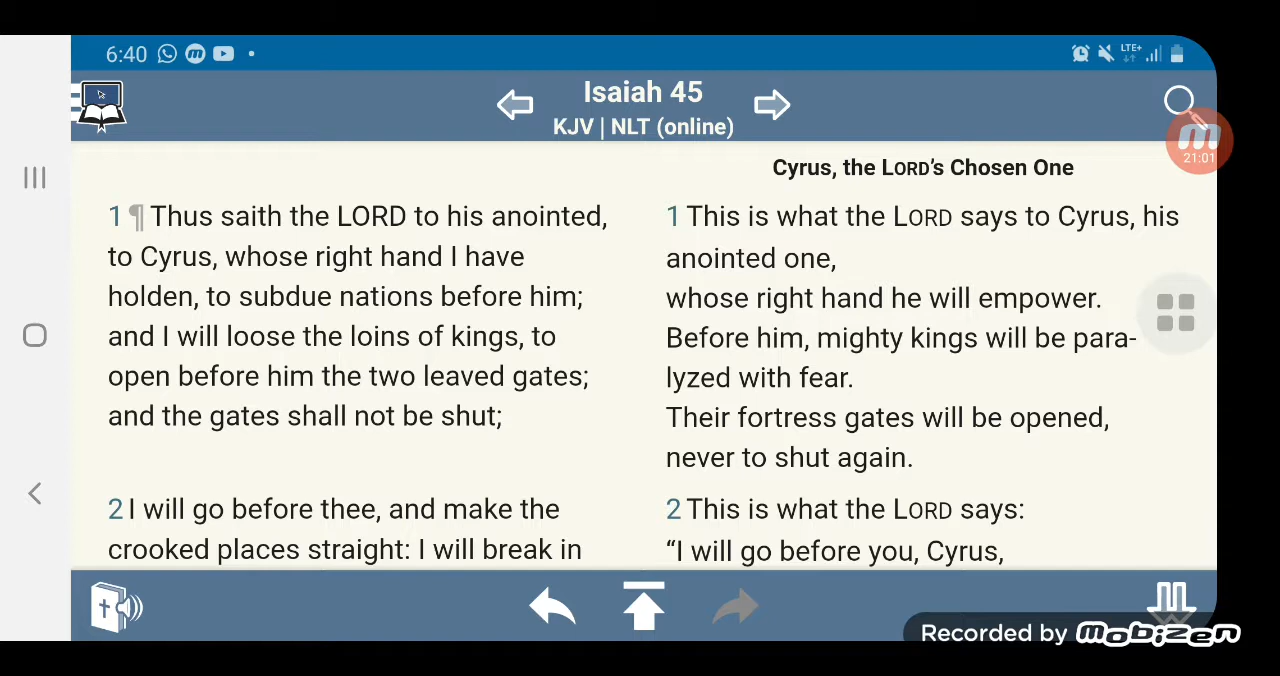 6:40
LTE+
Isaiah 45
KJV | NLT (online)
21:01
Cyrus, the LORD's Chosen One
1 ¶ Thus saith the LORD to his anointed,
to Cyrus, whose right hand I have
holden, to subdue nations before him;
and I will loose the loins of kings, to
open before him the two leaved gates;
and the gates shall not be shut;
2 I will go before thee, and make the
crooked places straight: I will break in
1 This is what the LORD says to Cyrus, his
anointed one,
whose right hand he will empower.
Before him, mighty kings will be para-
lyzed with fear.
Their fortress gates will be opened,
never to shut again.
2 This is what the LORD says:
“I will go before you, Cyrus,
Recorded by mobizen